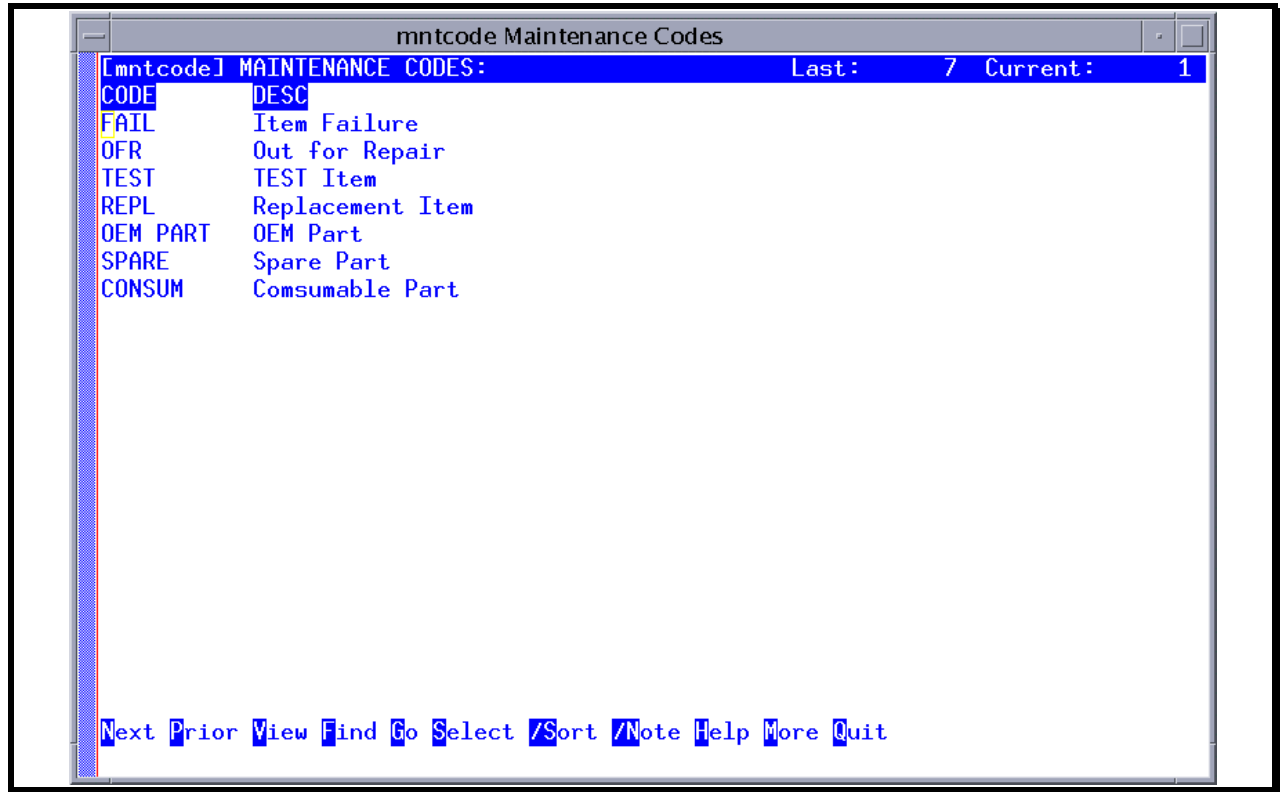 mntcode Maintenance Codes
[mntcode] MAINTENANCE CODES: Last: 7 Current: 1
CODE DESC
FAIL Item Failure
OFR Out for Repair
TEST TEST Item
REPL Replacement Item
OEM PART OEM Part
SPARE Spare Part
CONSUM Comsumable Part
Next Prior View Find Go Select /Sort /Note Help More Quit